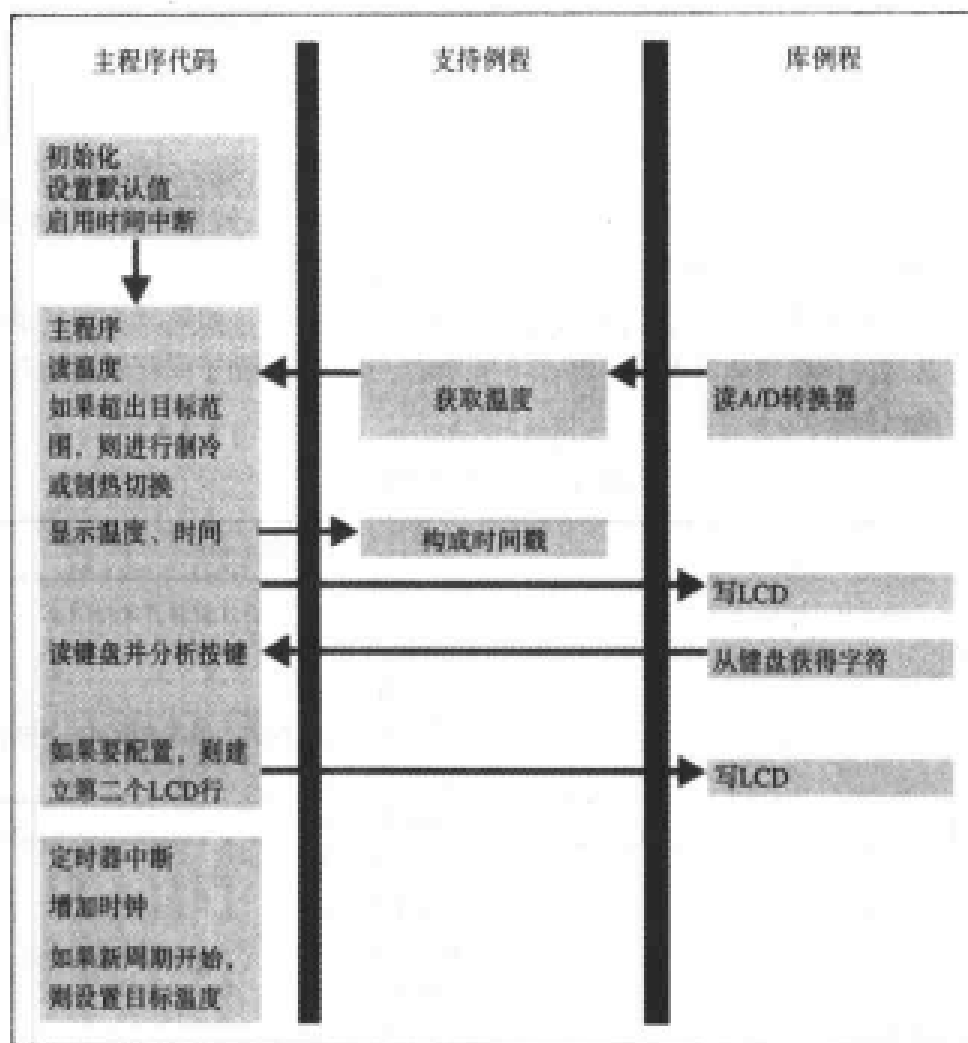 主程序代码
支持例程
库例程
初始化
设置默认值
启用时间中断
主程序
读温度
如果超出目标范
围，则进行制冷
或制热切换
获取温度
读A/D转换器
显示温度、时间
构成时间戳
写LCD
读键盘并分析按键
从键盘获得字符
如果要配置，则建
立第二个LCD行
写LCD
定时器中断
增加时钟
如果新周期开始，
则设置目标温度